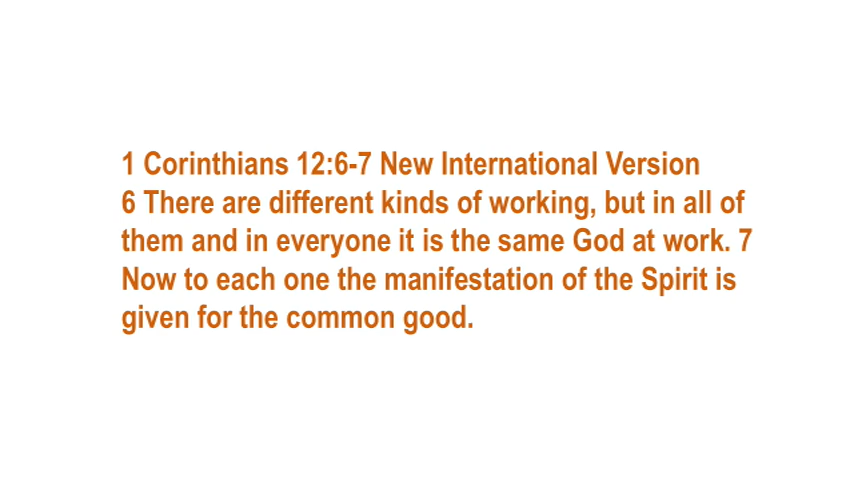 1 Corinthians 12:6-7 New International Version
6 There are different kinds of working, but in all of
them and in everyone it is the same God at work. 7
Now to each one the manifestation of the Spirit is
given for the common good.